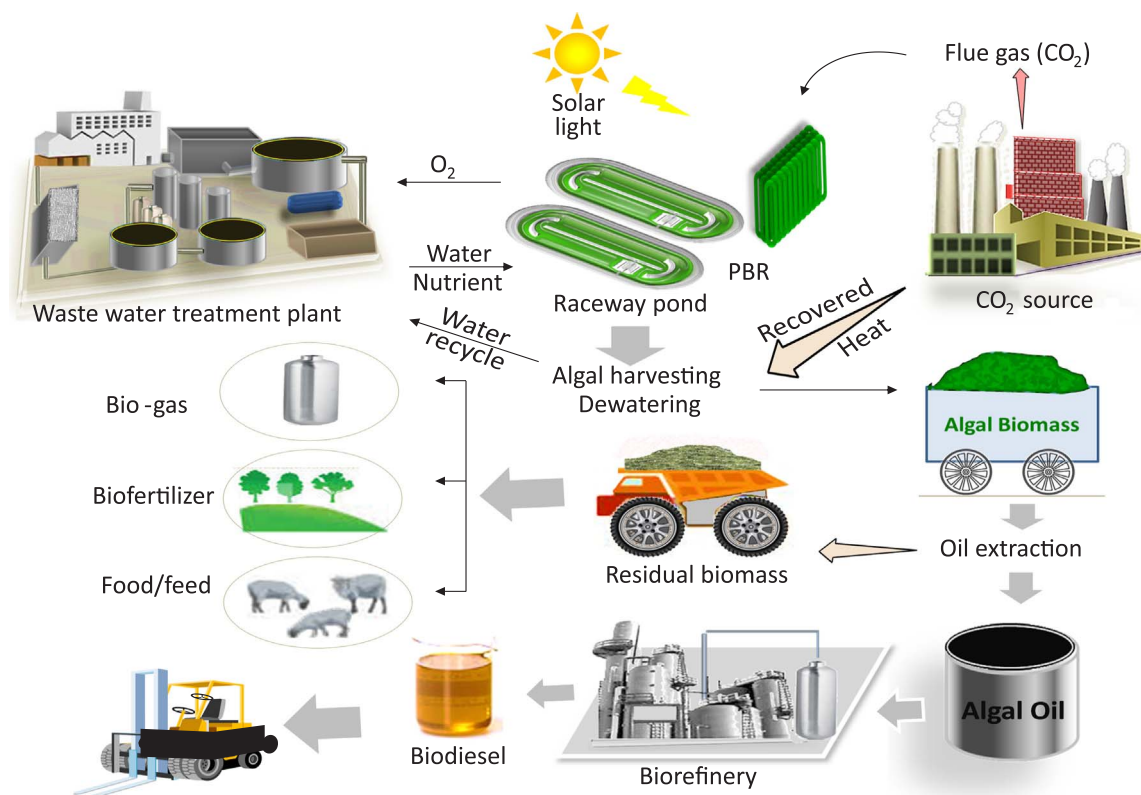 Flue gas (CO₂)
Solar
light
O₂
Water
Nutrient
PBR
Waste water treatment plant
Raceway pond
CO₂ source
Recovered
Heat
Water
recycle
Algal harvesting
Dewatering
Bio -gas
Algal Biomass
Biofertilizer
Oil extraction
Residual biomass
Food/feed
Algal Oil
Biodiesel
Biorefinery